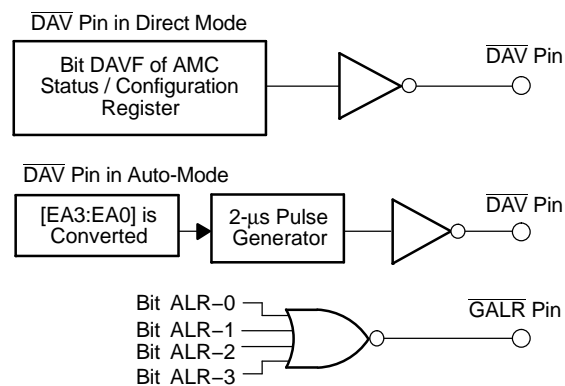 DAV Pin in Direct Mode
Bit DAVF of AMC
Status / Configuration
Register
DAV Pin
DAV Pin in Auto-Mode
[EA3:EA0] is
Converted
2-μs Pulse
Generator
DAV Pin
Bit ALR–0
Bit ALR–1
Bit ALR–2
Bit ALR–3
GALR Pin